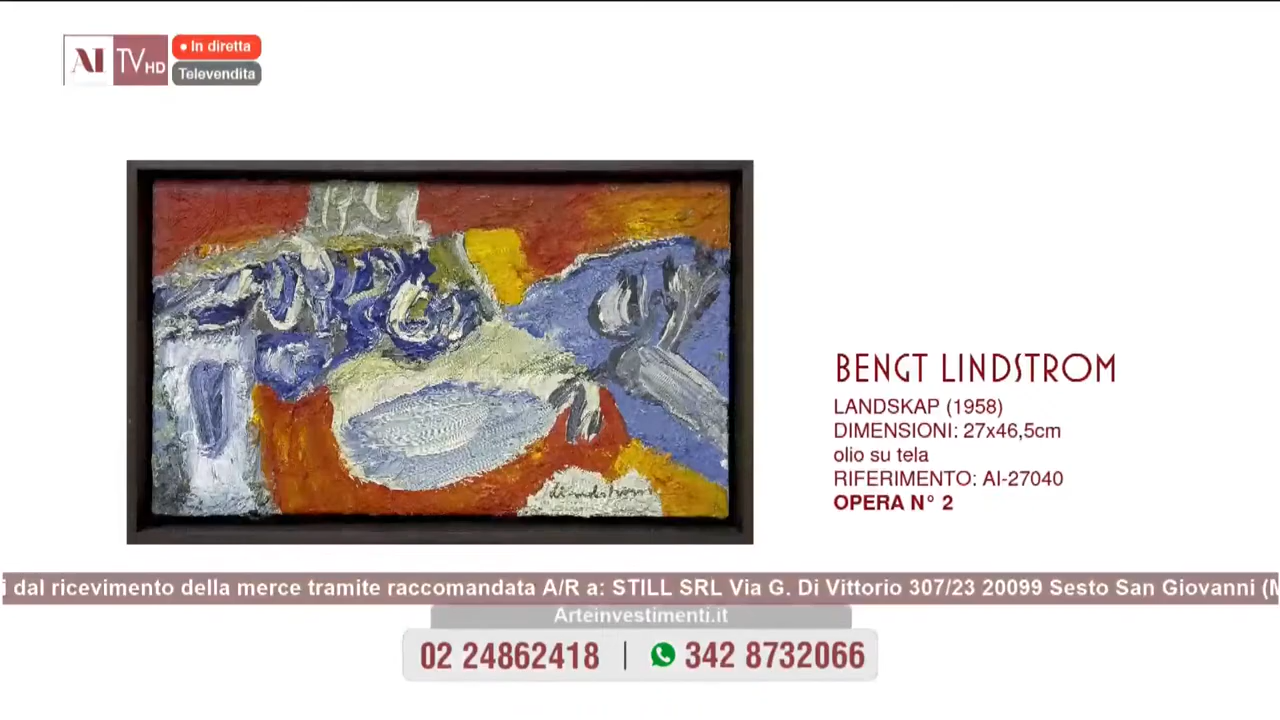 AI TV HD
● In diretta
Televendita
lindstrom
BENGT LINDSTROM
LANDSKAP (1958)
DIMENSIONI: 27x46,5cm
olio su tela
RIFERIMENTO: AI-27040
OPERA N° 2
i dal ricevimento della merce tramite raccomandata A/R a: STILL SRL Via G. Di Vittorio 307/23 20099 Sesto San Giovanni (M
Arteinvestimenti.it
02 24862418 | 342 8732066